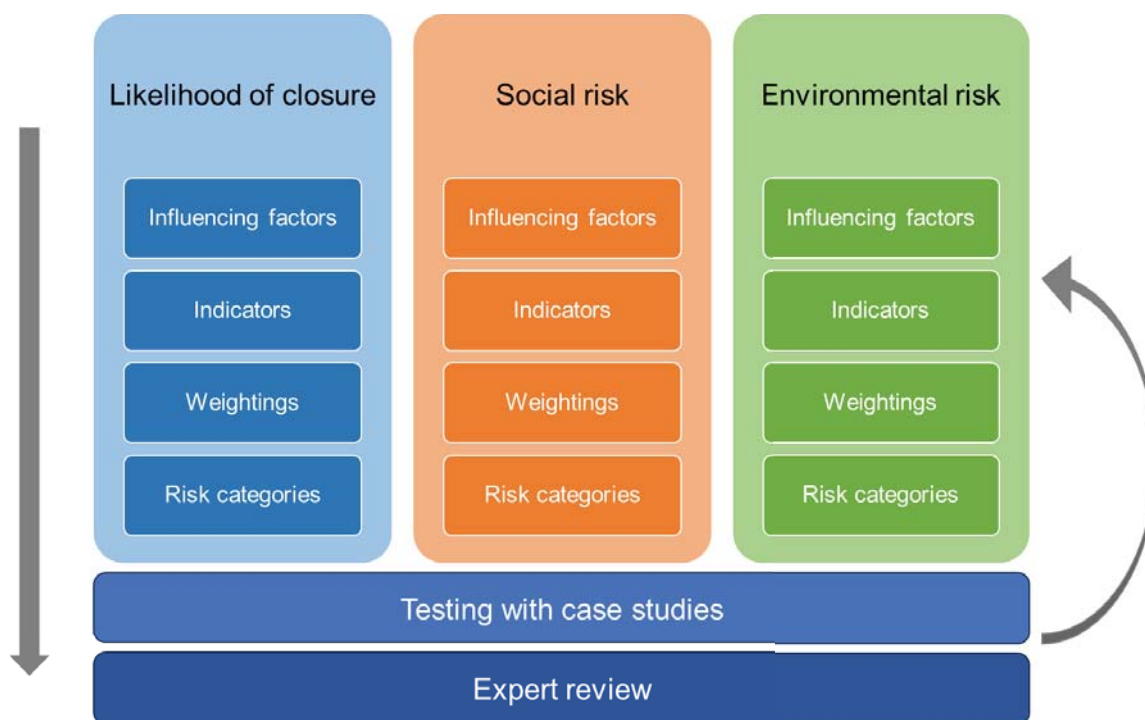 Likelihood of closure
Influencing factors
Indicators
Weightings
Risk categories
Social risk
Influencing factors
Indicators
Weightings
Risk categories
Environmental risk
Influencing factors
Indicators
Weightings
Risk categories
Testing with case studies
Expert review